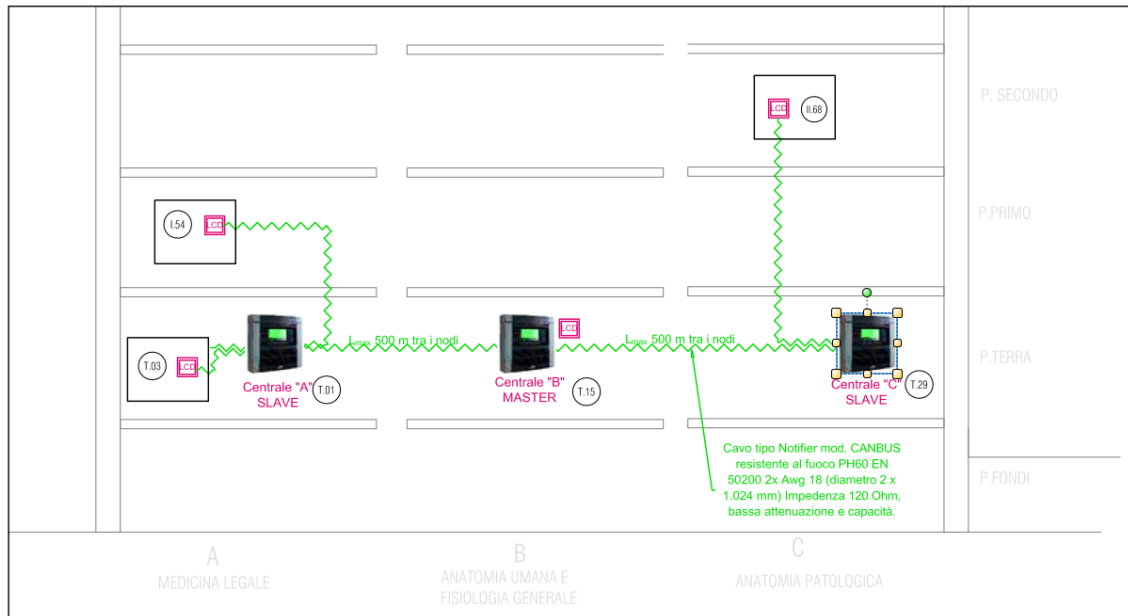 LCD
II.68
P. SECONDO
I.54
LCD
P.PRIMO
LCD
Lmax 500 m tra i nodi
Lmax 500 m tra i nodi
T.03
LCD
P.TERRA
Centrale "A"
SLAVE
T.01
Centrale "B"
MASTER
T.15
Centrale "C"
SLAVE
T.29
Cavo tipo Notifier mod. CANBUS
resistente al fuoco PH60 EN
50200 2x Awg 18 (diametro 2 x
1.024 mm) Impedenza 120 Ohm,
bassa attenuazione e capacità.
P.FONDI
A
MEDICINA LEGALE
B
ANATOMIA UMANA E
FISIOLOGIA GENERALE
C
ANATOMIA PATOLOGICA